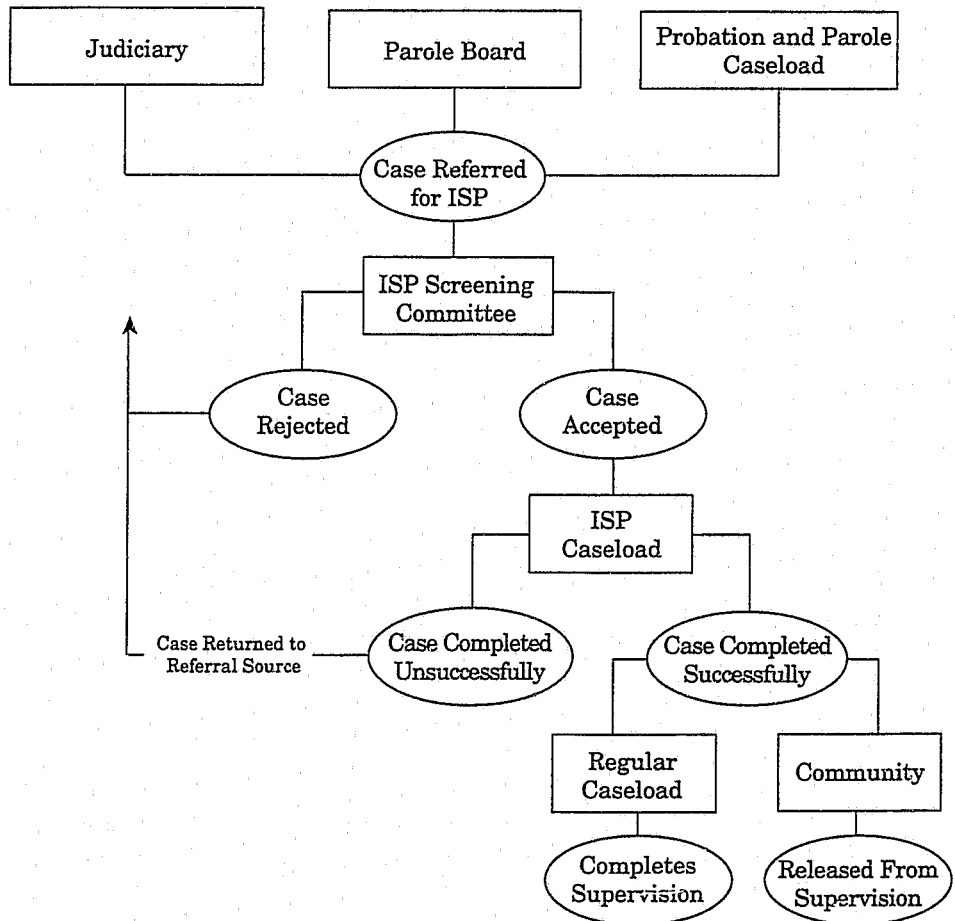 Judiciary
Parole Board
Probation and Parole
Caseload
Case Referred
for ISP
ISP Screening
Committee
Case
Rejected
Case
Accepted
ISP
Caseload
Case Returned to
Referral Source
Case Completed
Unsuccessfully
Case Completed
Successfully
Regular
Caseload
Community
Completes
Supervision
Released From
Supervision